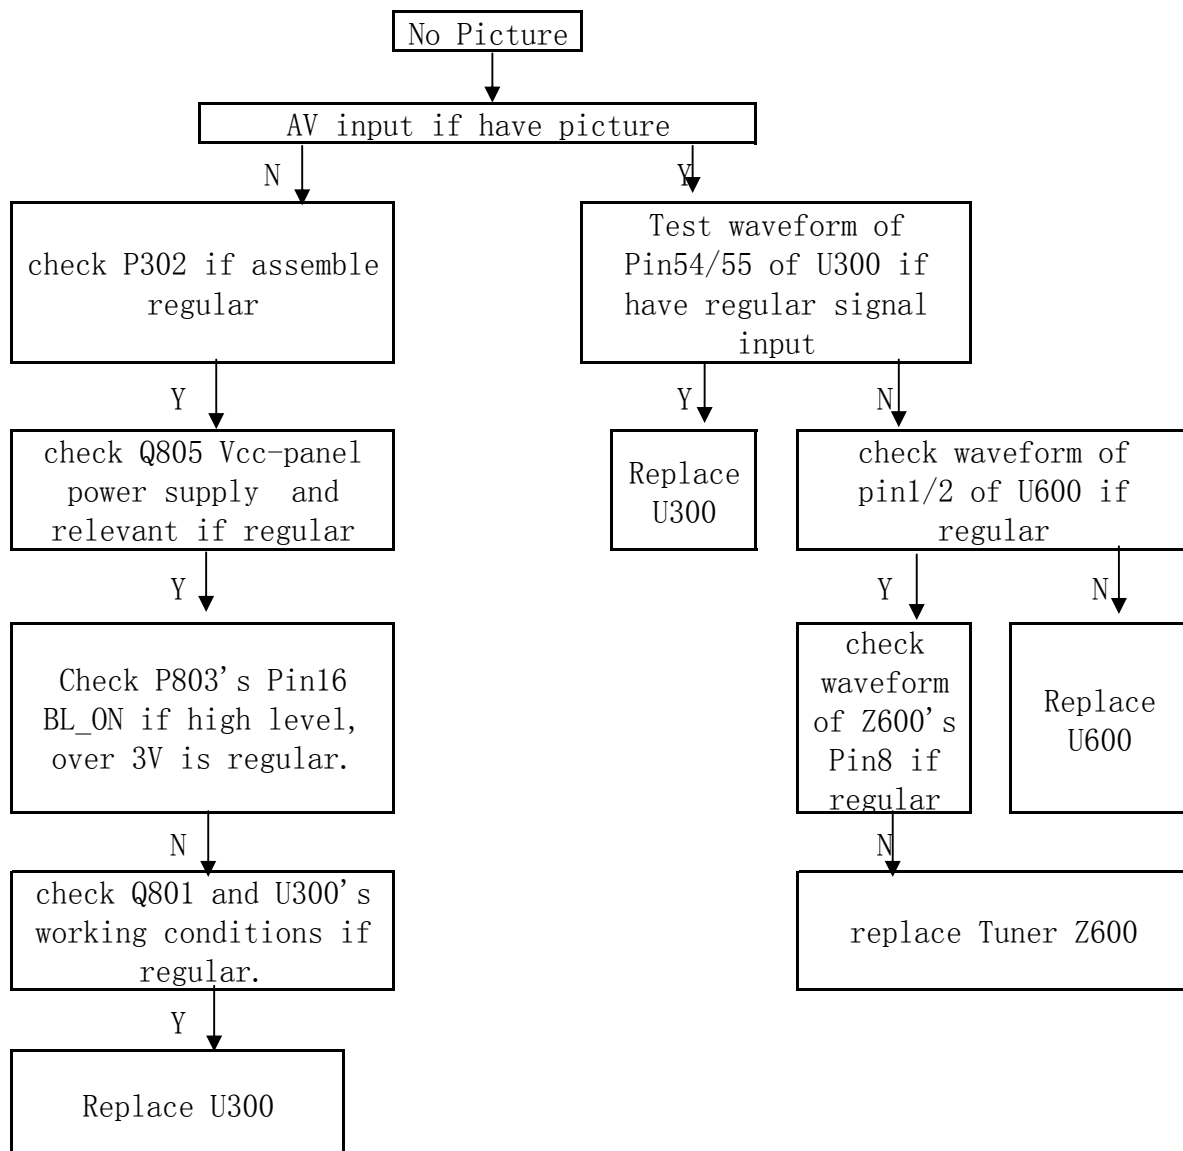 No Picture
AV input if have picture
N
Y
check P302 if assemble
regular
Test waveform of
Pin54/55 of U300 if
have regular signal
input
Y
Y
N
check Q805 Vcc-panel
power supply  and
relevant if regular
Replace
U300
check waveform of
pin1/2 of U600 if
regular
Y
Y
N
Check P803's Pin16
BL_ON if high level,
over 3V is regular.
check
waveform
of Z600's
Pin8 if
regular
Replace
U600
N
N
check Q801 and U300's
working conditions if
regular.
replace Tuner Z600
Y
Replace U300